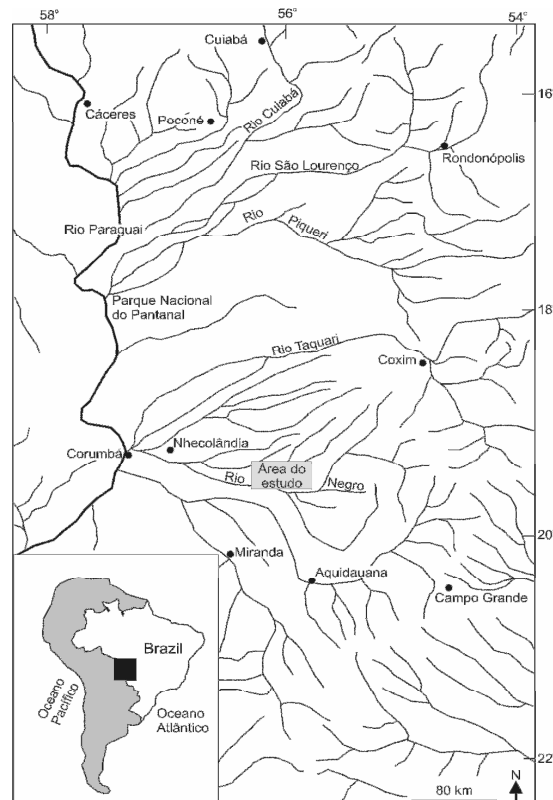 58°
56°
54°
Cuiabá
16°
Cáceres
Poconé
Rio Cuiabá
Rondonópolis
Rio São Lourenço
Rio Paraguai
Rio
Piqueri
Parque Nacional
do Pantanal
18
Rio Taquari
Coxim
Nhecolândia
Corumbá
Área do
estudo
Rio
Negro
20
Miranda
Aquidauana
Campo Grande
Brazil
Oceano
Pacífico
Oceano
Atlântico
22
N
80 km